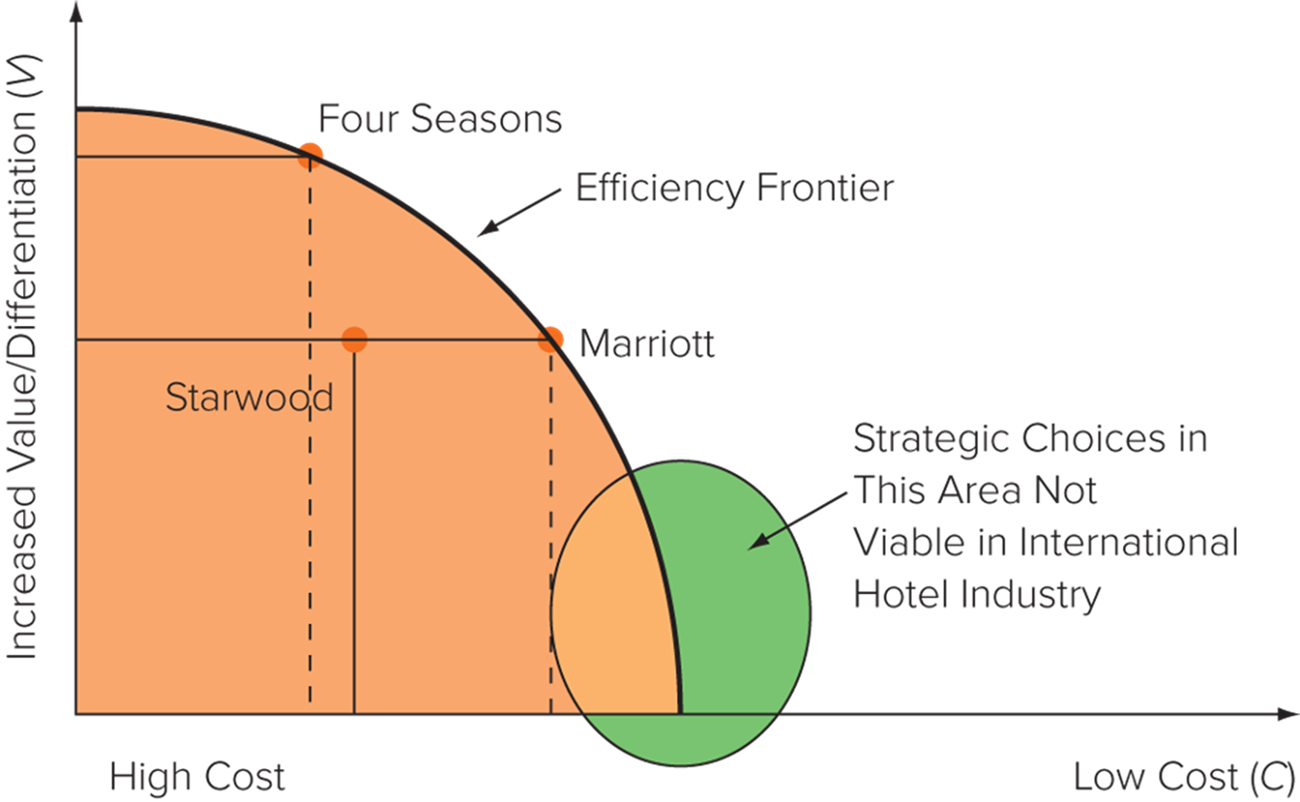 Increased Value/Differentiation (V)
Four Seasons
Efficiency Frontier
Marriott
Starwood
Strategic Choices in
This Area Not
Viable in International
Hotel Industry
High Cost
Low Cost (C)